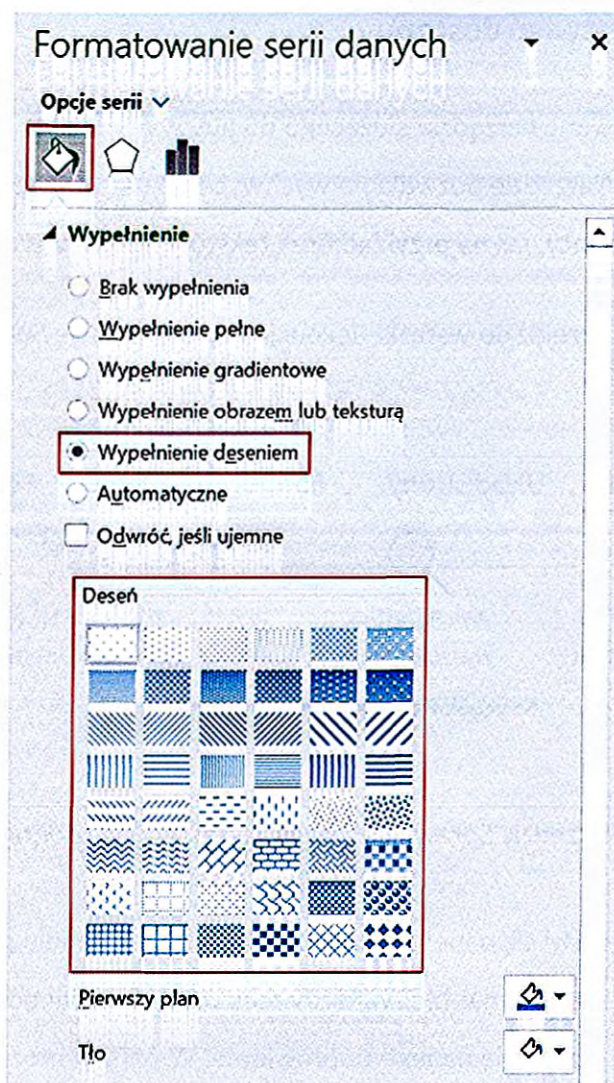 Formatowanie serii danych
Opcje serii
Wypełnienie
Brak wypełnienia
Wypełnienie pełne
Wypełnienie gradientowe
Wypełnienie obrazem lub teksturą
Wypełnienie deseniem
Automatyczne
Odwróć, jeśli ujemne
Deseń
Pierwszy plan
Tło